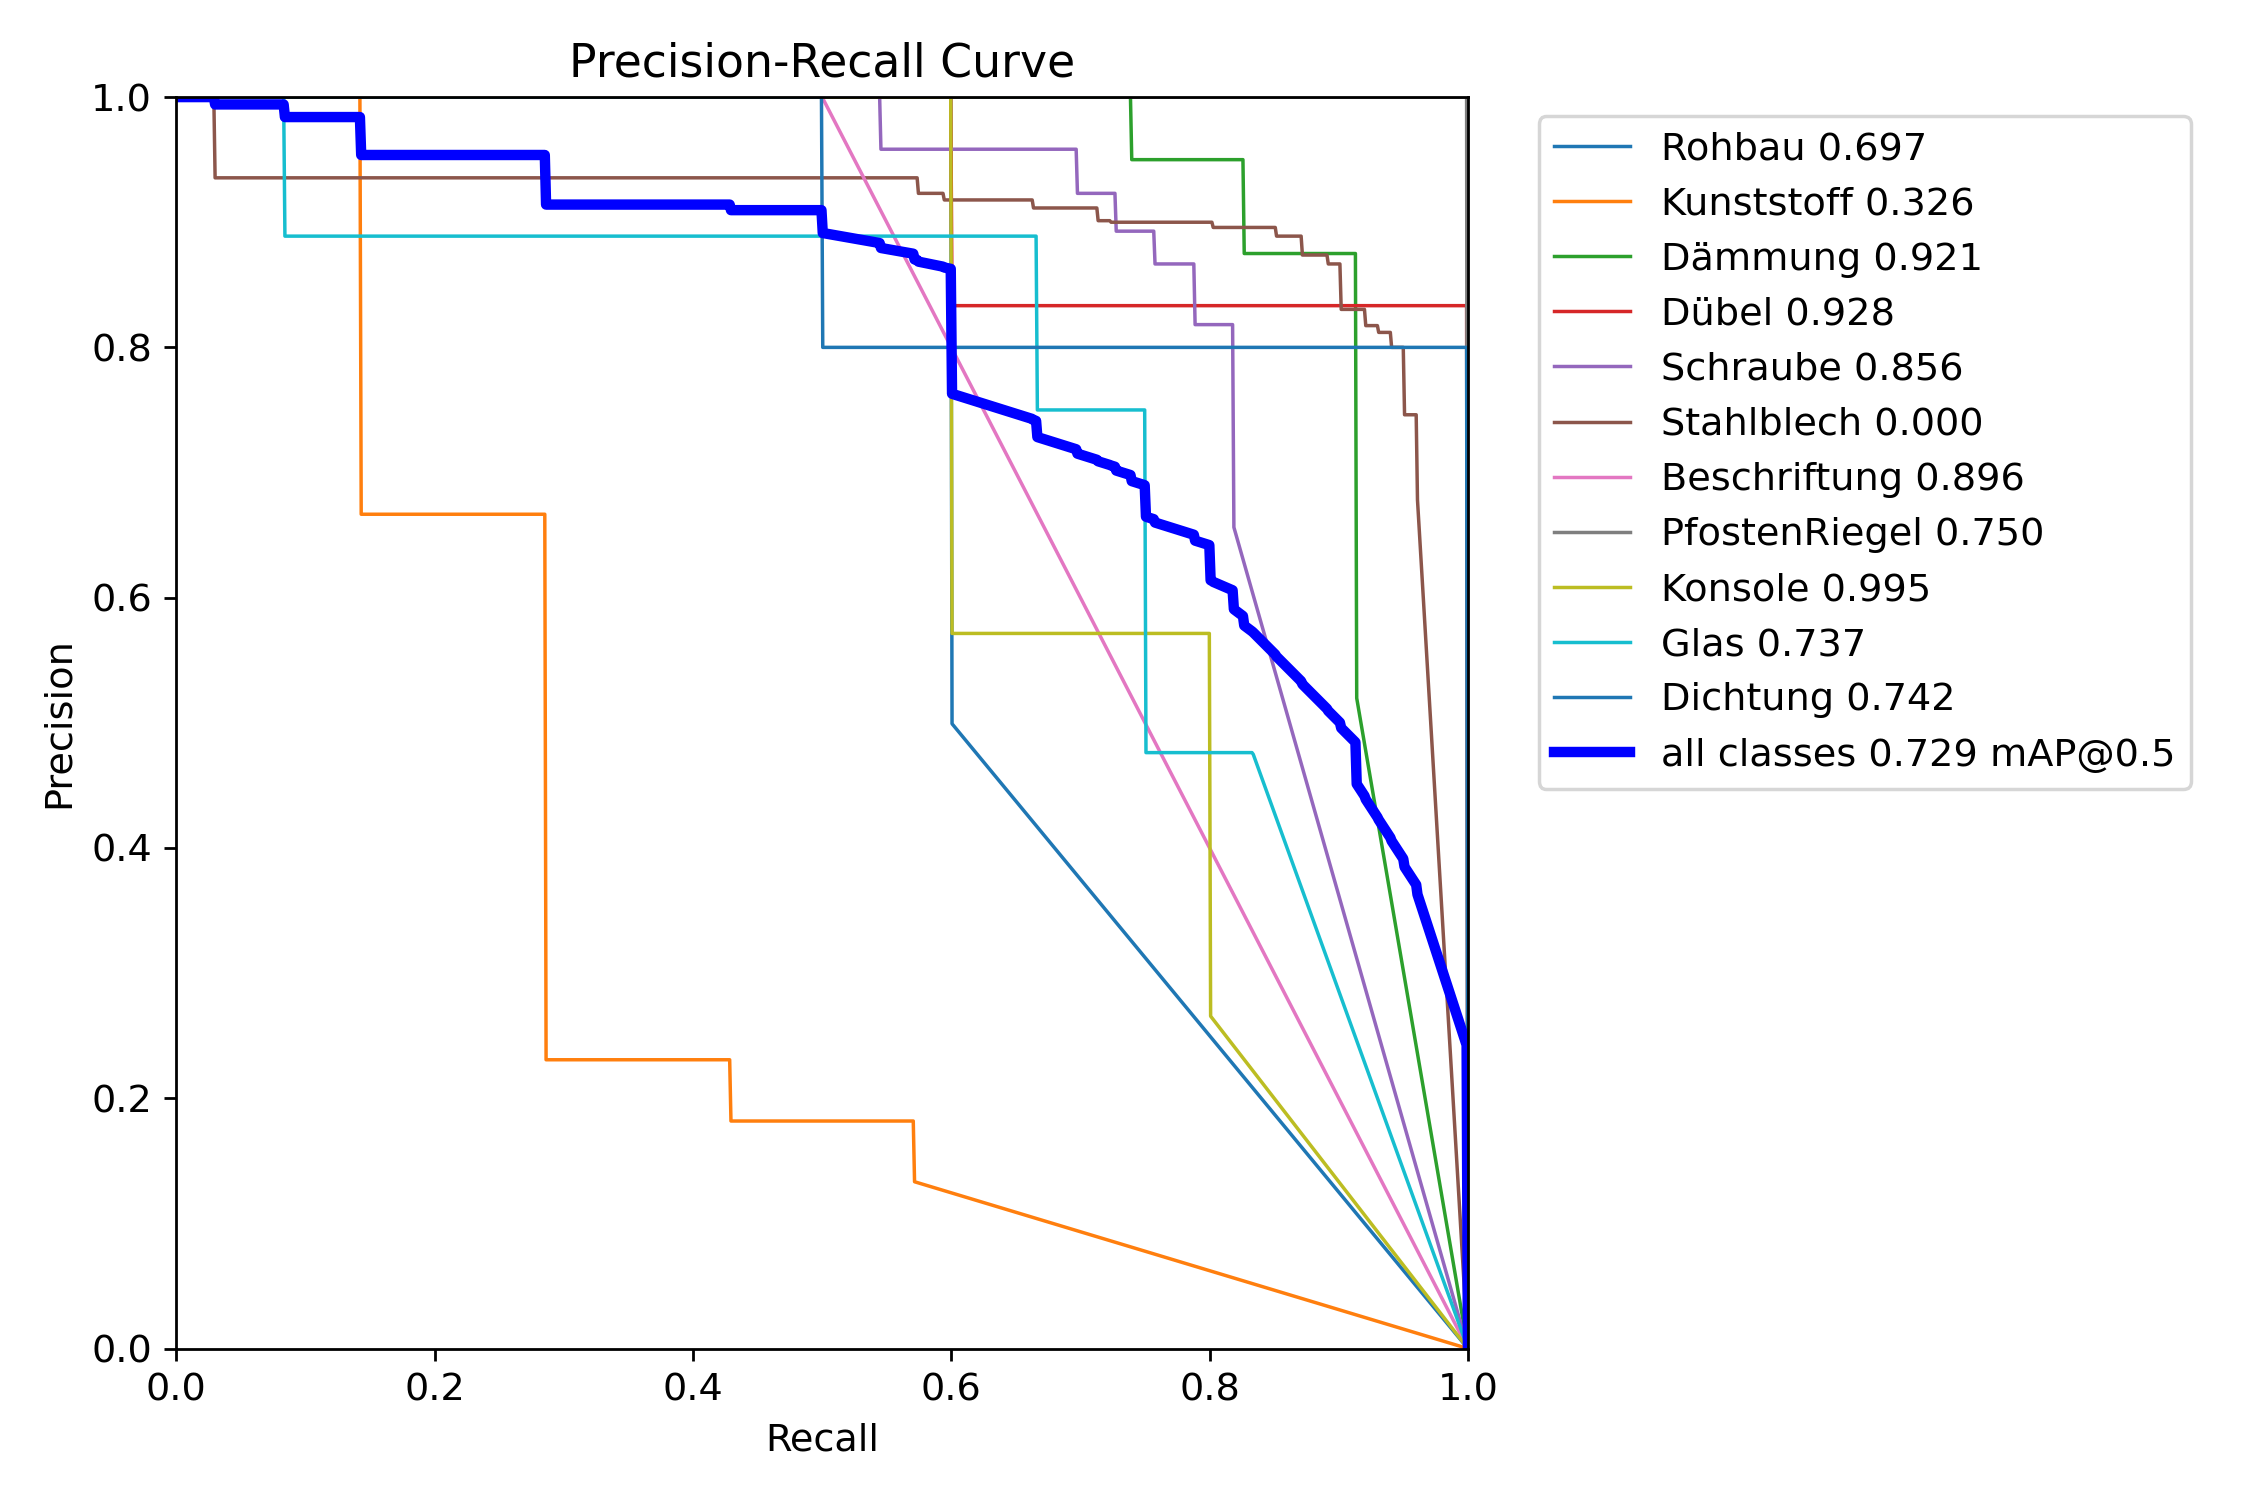 Precision-Recall Curve
1.0
0.8
0.6
0.4
0.2
0.0
Precision
0.0 0.2 0.4 0.6 0.8 1.0
Recall
Rohbau 0.697
Kunststoff 0.326
Dämmung 0.921
Dübel 0.928
Schraube 0.856
Stahlblech 0.000
Beschriftung 0.896
PfostenRiegel 0.750
Konsole 0.995
Glas 0.737
Dichtung 0.742
all classes 0.729 mAP@0.5